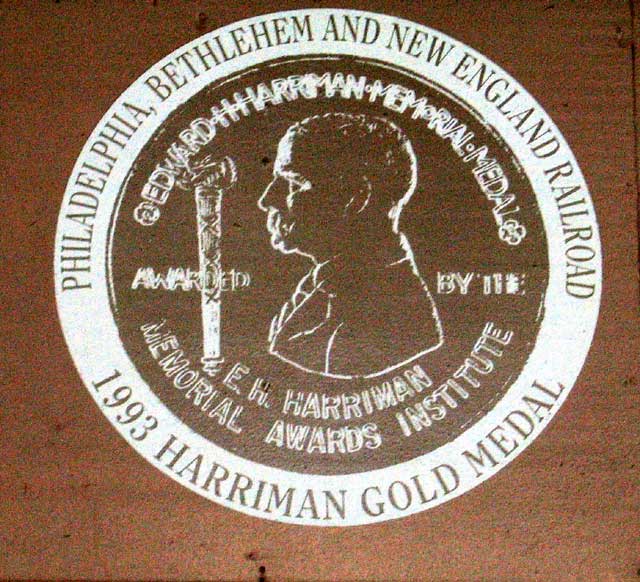 PHILADELPHIA, BETHLEHEM AND NEW ENGLAND RAILROAD
EDWARD·H·HARRIMAN·MEMORIAL·MEDAL
AWARDED BY THE
E. H. HARRIMAN
MEMORIAL AWARDS INSTITUTE
1993 HARRIMAN GOLD MEDAL